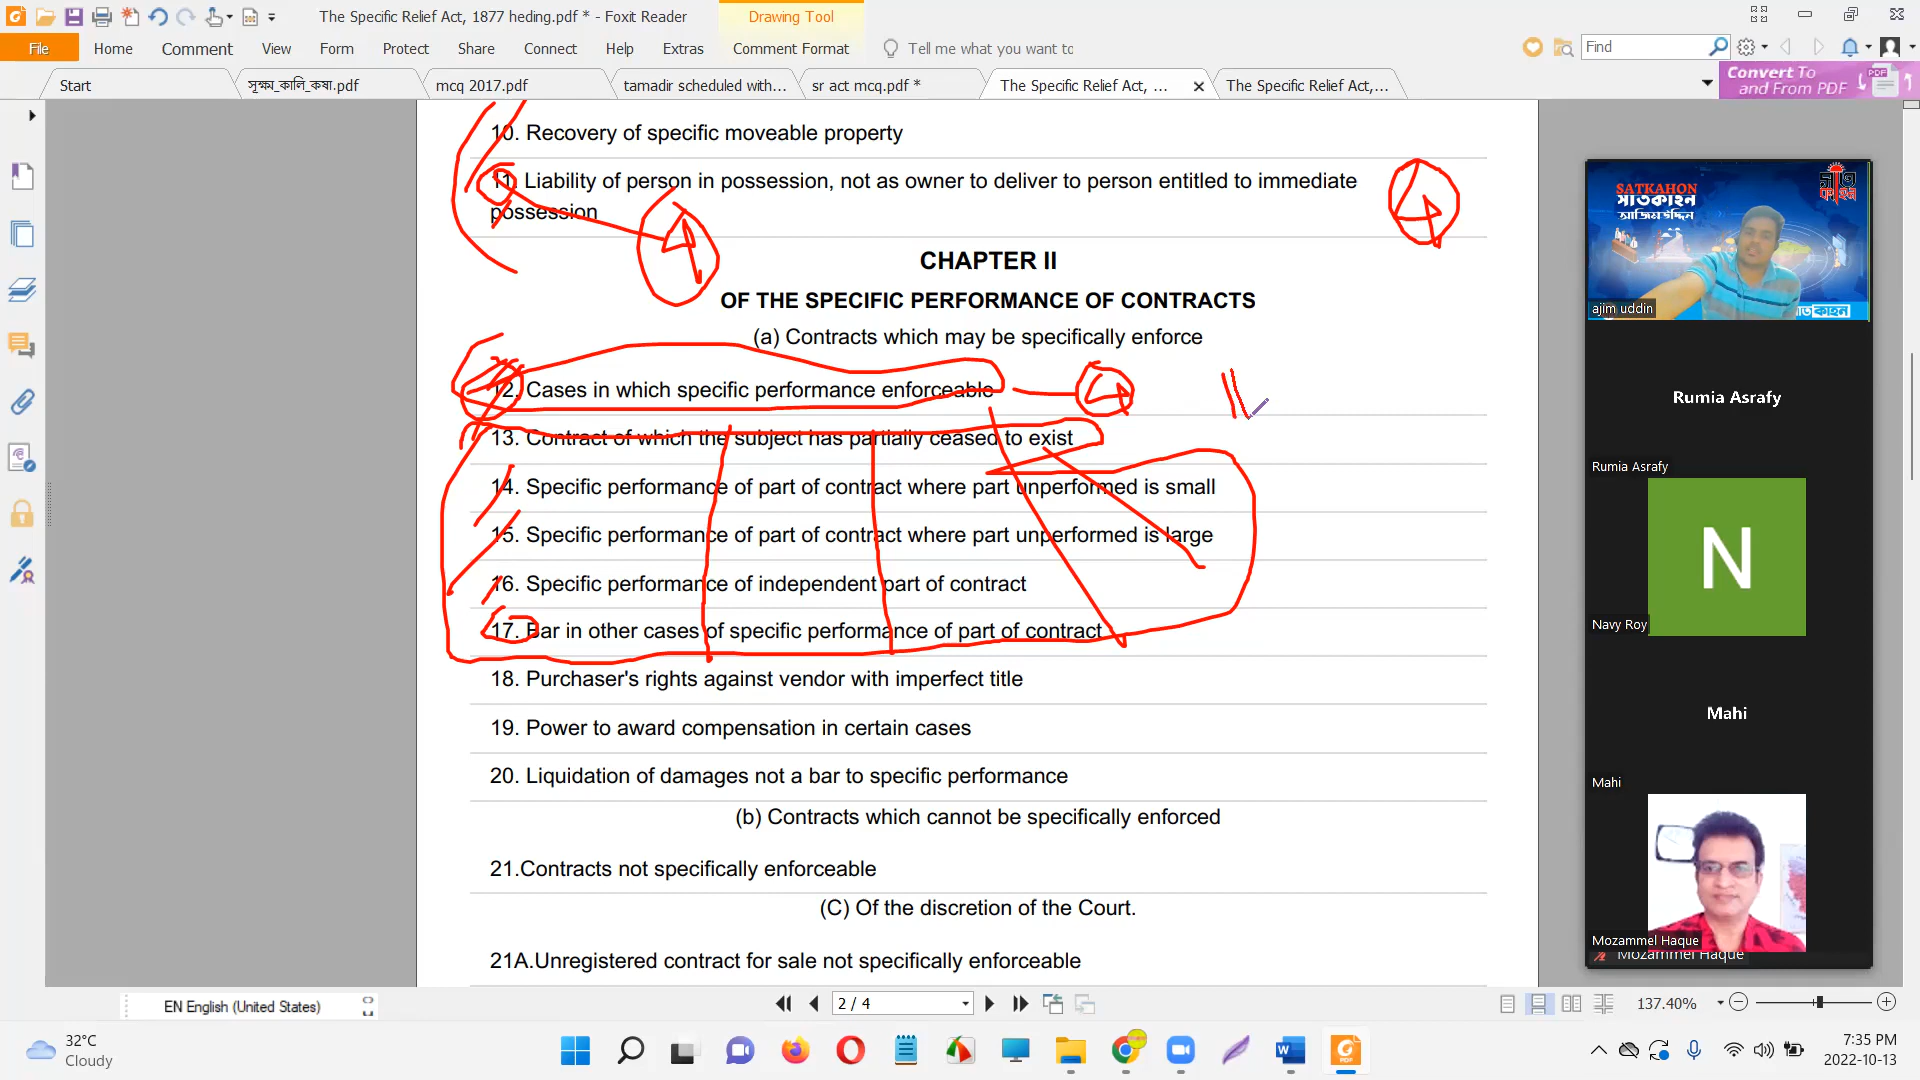 The Specific Relief Act, 1877 heding.pdf * - Foxit Reader
Drawing Tool
File
Home
Comment
View
Form
Protect
Share
Connect
Help
Extras
Comment Format
Tell me what you want to
Find
Start
সূক্ষ্ম_কালি_কষা.pdf
mcq 2017.pdf
tamadir scheduled with...
sr act mcq.pdf *
The Specific Relief Act, ...
The Specific Relief Act,...
Convert To
and From PDF
PDF
10. Recovery of specific moveable property
11. Liability of person in possession, not as owner to deliver to person entitled to immediate
possession
CHAPTER II
OF THE SPECIFIC PERFORMANCE OF CONTRACTS
(a) Contracts which may be specifically enforce
12. Cases in which specific performance enforceable
13. Contract of which the subject has partially ceased to exist
14. Specific performance of part of contract where part unperformed is small
15. Specific performance of part of contract where part unperformed is large
16. Specific performance of independent part of contract
17. Bar in other cases of specific performance of part of contract
18. Purchaser's rights against vendor with imperfect title
19. Power to award compensation in certain cases
20. Liquidation of damages not a bar to specific performance
(b) Contracts which cannot be specifically enforced
21.Contracts not specifically enforceable
(C) Of the discretion of the Court.
21A.Unregistered contract for sale not specifically enforceable
SATKAHON
সাতকাহন
আজিম উদ্দিন
ajim uddin
Rumia Asrafy
Rumia Asrafy
N
Navy Roy
Mahi
Mahi
Mozammel Haque
Mozammel Haque
EN English (United States)
2 / 4
137.40%
32°C
Cloudy
7:35 PM
2022-10-13